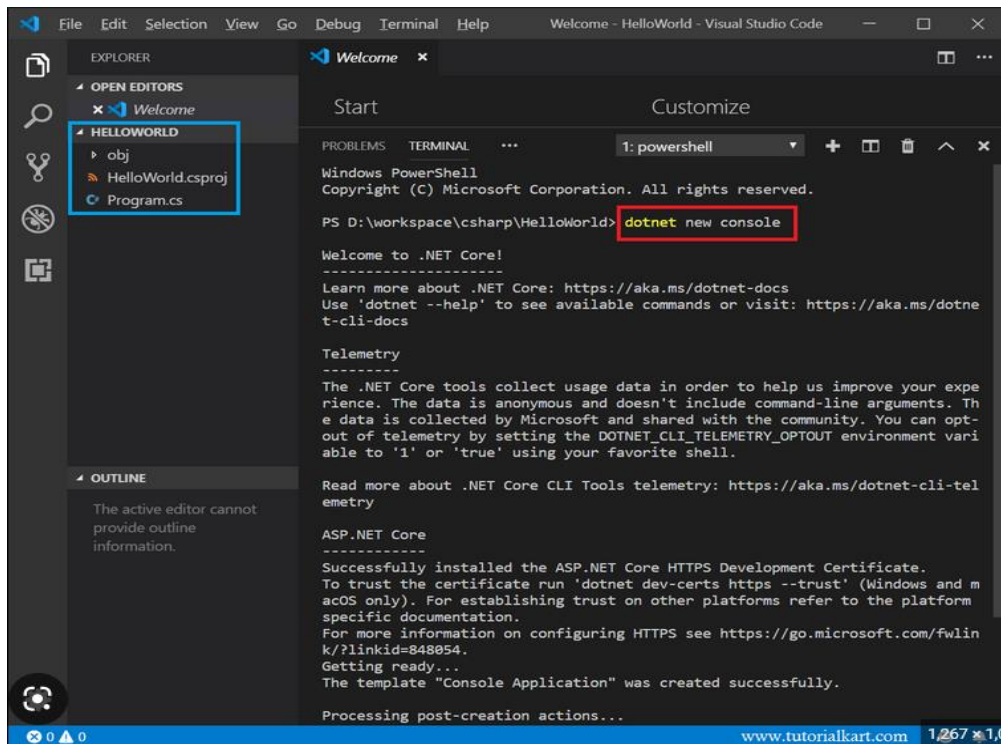 File Edit Selection View Go Debug Terminal Help Welcome - HelloWorld - Visual Studio Code
EXPLORER
OPEN EDITORS
Welcome
HELLOWORLD
obj
HelloWorld.csproj
C# Program.cs
OUTLINE
The active editor cannot
provide outline
information.
Welcome
Start Customize
PROBLEMS TERMINAL ••• 1: powershell
Windows PowerShell
Copyright (C) Microsoft Corporation. All rights reserved.
PS D:\workspace\csharp\HelloWorld> dotnet new console
Welcome to .NET Core!
----------------------
Learn more about .NET Core: https://aka.ms/dotnet-docs
Use 'dotnet --help' to see available commands or visit: https://aka.ms/dotne
t-cli-docs
Telemetry
---------
The .NET Core tools collect usage data in order to help us improve your expe
rience. The data is anonymous and doesn't include command-line arguments. Th
e data is collected by Microsoft and shared with the community. You can opt-
out of telemetry by setting the DOTNET_CLI_TELEMETRY_OPTOUT environment vari
able to '1' or 'true' using your favorite shell.
Read more about .NET Core CLI Tools telemetry: https://aka.ms/dotnet-cli-tel
emetry
ASP.NET Core
------------
Successfully installed the ASP.NET Core HTTPS Development Certificate.
To trust the certificate run 'dotnet dev-certs https --trust' (Windows and m
acOS only). For establishing trust on other platforms refer to the platform
specific documentation.
For more information on configuring HTTPS see https://go.microsoft.com/fwlin
k/?linkid=848054.
Getting ready...
The template "Console Application" was created successfully.
Processing post-creation actions...
0 0 www.tutorialkart.com 1,267 x 1,